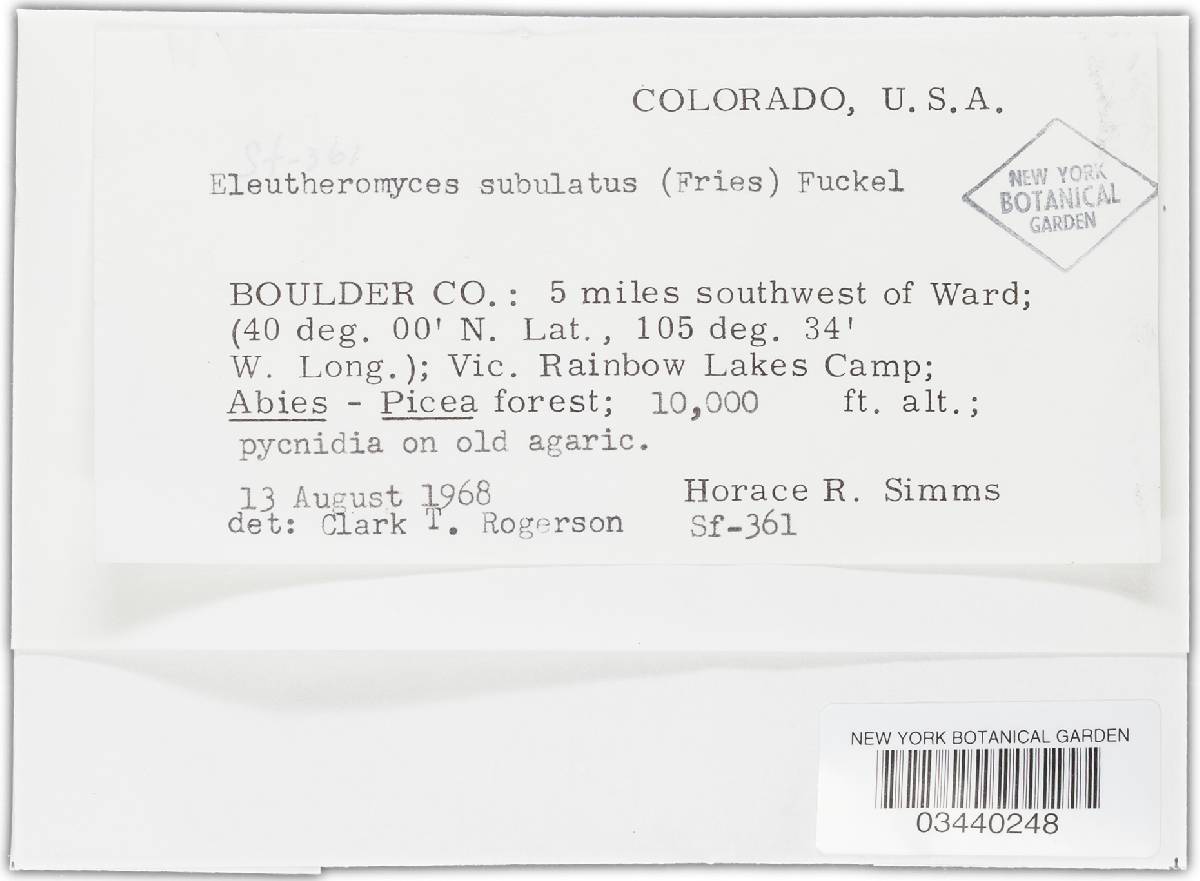 COLORADO, U.S.A.
Sf-361
Eleutheromyces subulatus (Fries) Fuckel
NEW YORK
BOTANICAL
GARDEN
BOULDER CO.: 5 miles southwest of Ward;
(40 deg. 00' N. Lat., 105 deg. 34'
W. Long.); Vic. Rainbow Lakes Camp;
Abies - Picea forest; 10,000 ft. alt.;
pycnidia on old agaric.
13 August 1968 Horace R. Simms
det: Clark T. Rogerson Sf-361
NEW YORK BOTANICAL GARDEN
03440248